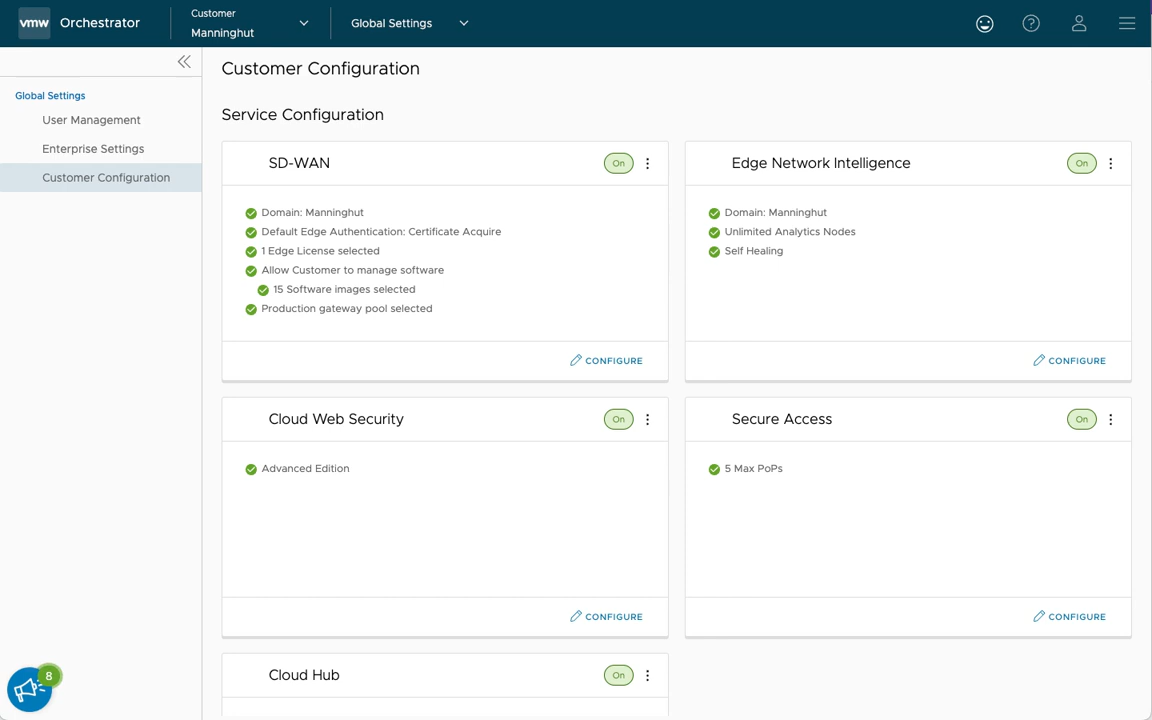 vmw Orchestrator
Customer
Manninghut
Global Settings
Global Settings
User Management
Enterprise Settings
Customer Configuration
Customer Configuration
Service Configuration
SD-WAN
On
Domain: Manninghut
Default Edge Authentication: Certificate Acquire
1 Edge License selected
Allow Customer to manage software
15 Software images selected
Production gateway pool selected
CONFIGURE
Edge Network Intelligence
On
Domain: Manninghut
Unlimited Analytics Nodes
Self Healing
CONFIGURE
Cloud Web Security
On
Advanced Edition
CONFIGURE
Secure Access
On
5 Max PoPs
CONFIGURE
Cloud Hub
On
8